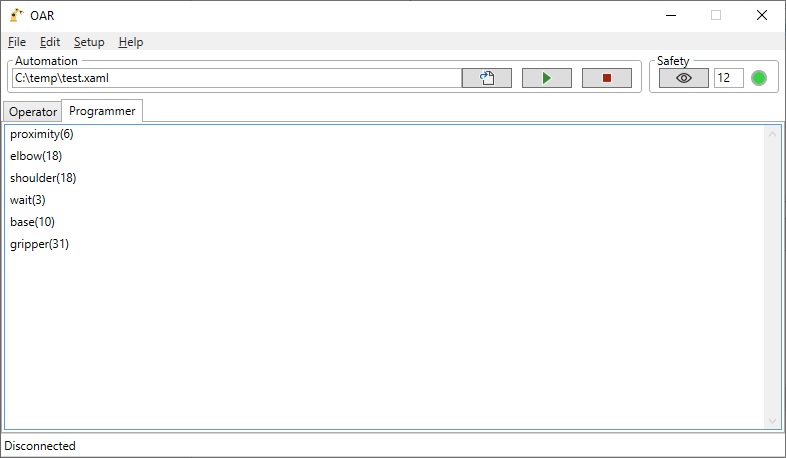 OAR
File Edit Setup Help
Automation Safety
C:\temp\test.xaml 12
Operator Programmer
proximity(6)
elbow(18)
shoulder(18)
wait(3)
base(10)
gripper(31)
Disconnected